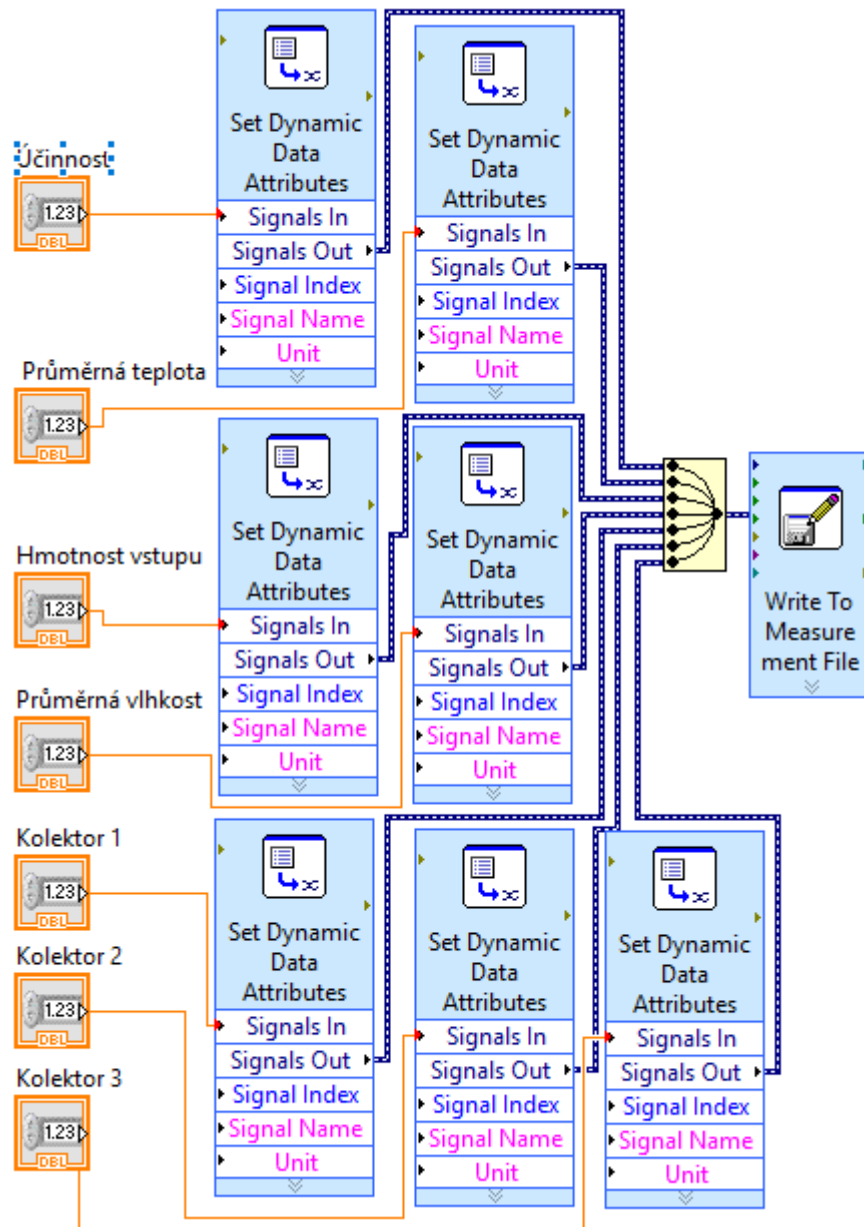 Účinnost
1.23
DBL
Set Dynamic
Data
Attributes
Signals In
Signals Out
Signal Index
Signal Name
Unit
Set Dynamic
Data
Attributes
Signals In
Signals Out
Signal Index
Signal Name
Unit
Průměrná teplota
1.23
DBL
Hmotnost vstupu
1.23
DBL
Set Dynamic
Data
Attributes
Signals In
Signals Out
Signal Index
Signal Name
Unit
Set Dynamic
Data
Attributes
Signals In
Signals Out
Signal Index
Signal Name
Unit
Write To
Measure
ment File
Průměrná vlhkost
1.23
DBL
Kolektor 1
1.23
DBL
Set Dynamic
Data
Attributes
Signals In
Signals Out
Signal Index
Signal Name
Unit
Set Dynamic
Data
Attributes
Signals In
Signals Out
Signal Index
Signal Name
Unit
Set Dynamic
Data
Attributes
Signals In
Signals Out
Signal Index
Signal Name
Unit
Kolektor 2
1.23
DBL
Kolektor 3
1.23
DBL